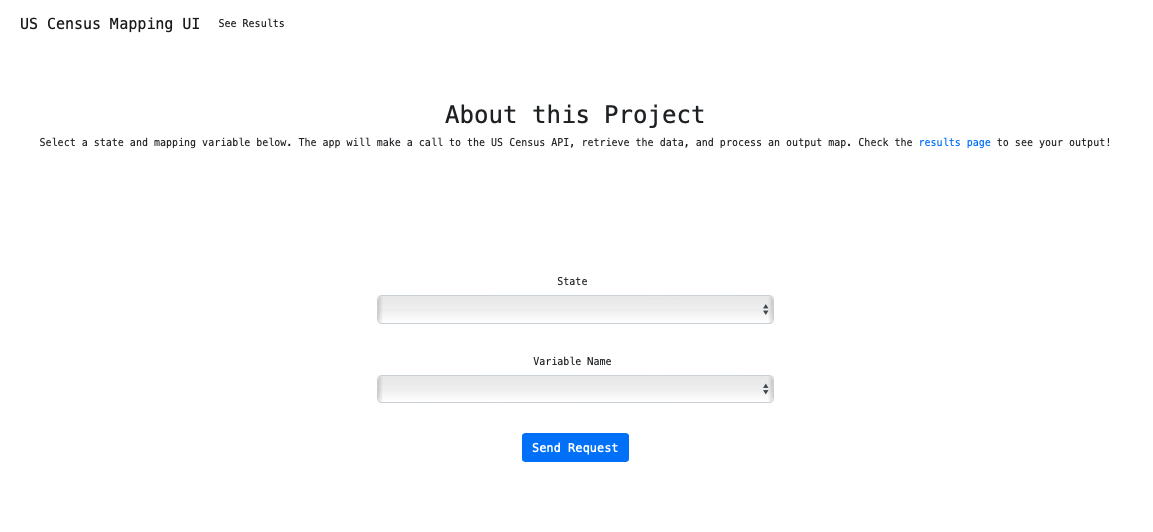 US Census Mapping UI See Results
About this Project
Select a state and mapping variable below. The app will make a call to the US Census API, retrieve the data, and process an output map. Check the results page to see your output!
State
Variable Name
Send Request